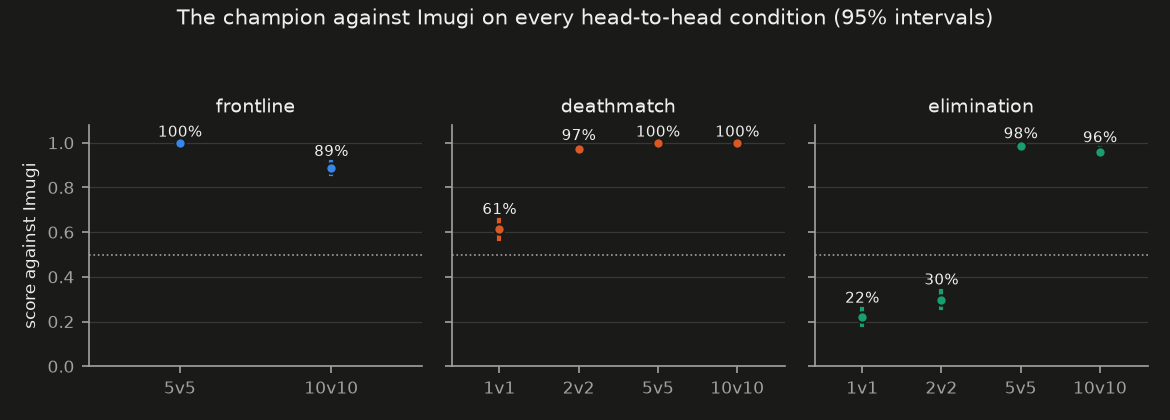 The champion against Imugi on every head-to-head condition (95% intervals)
frontline
deathmatch
elimination
score against Imugi
1.0
0.8
0.6
0.4
0.2
0.0
100%
89%
5v5
10v10
61%
97%
100%
100%
1v1
2v2
5v5
10v10
22%
30%
98%
96%
1v1
2v2
5v5
10v10